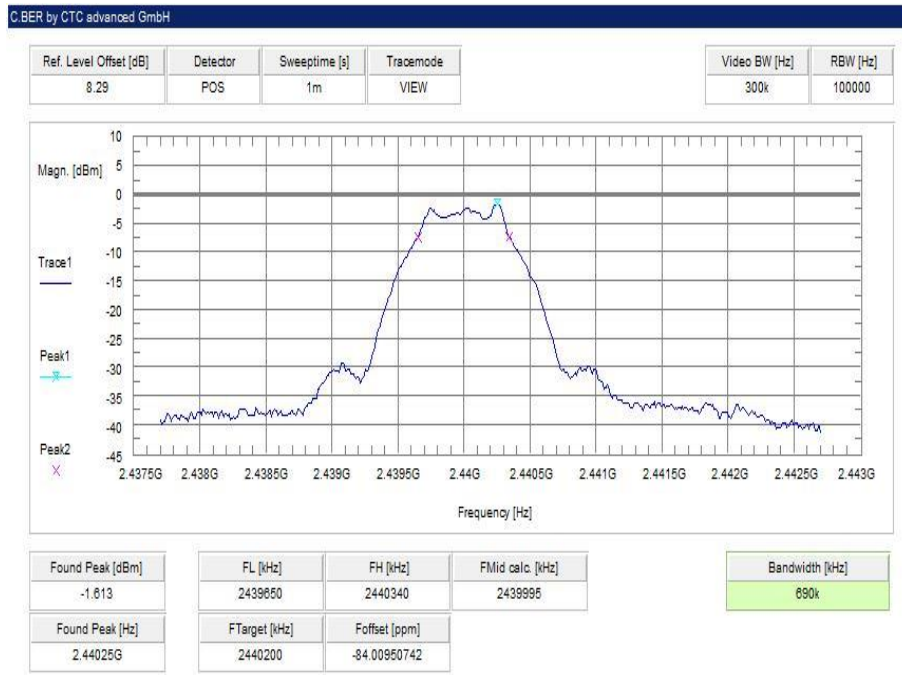 C.BER by CTC advanced GmbH
Ref. Level Offset [dB] Detector Sweeptime [s] Tracemode Video BW [Hz] RBW [Hz]
8.29 POS 1m VIEW 300k 100000
10
Magn. [dBm] 5
0
-5
-10
Trace1
-15
-20
-25
Peak1 -30
-35
-40
Peak2 -45
2.4375G 2.438G 2.4385G 2.439G 2.4395G 2.44G 2.4405G 2.441G 2.4415G 2.442G 2.4425G 2.443G
Frequency [Hz]
Found Peak [dBm] FL [kHz] FH [kHz] FMid calc. [kHz] Bandwidth [kHz]
-1.613 2439650 2440340 2439995 690k
Found Peak [Hz] FTarget [kHz] Foffset [ppm]
2.44025G 2440200 -84.00950742